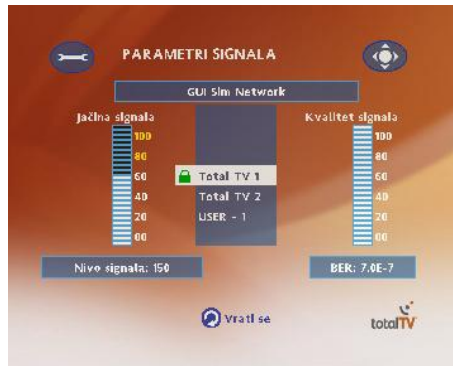 PARAMETRI SIGNALA
GUI Sim Network
Jačina signala
100
80
60
40
20
00
Total TV 1
Total TV 2
USER - 1
Kvalitet signala
100
80
60
40
20
00
Nivo signala: 150
BER: 7.0E-7
Vrati se
totalTV